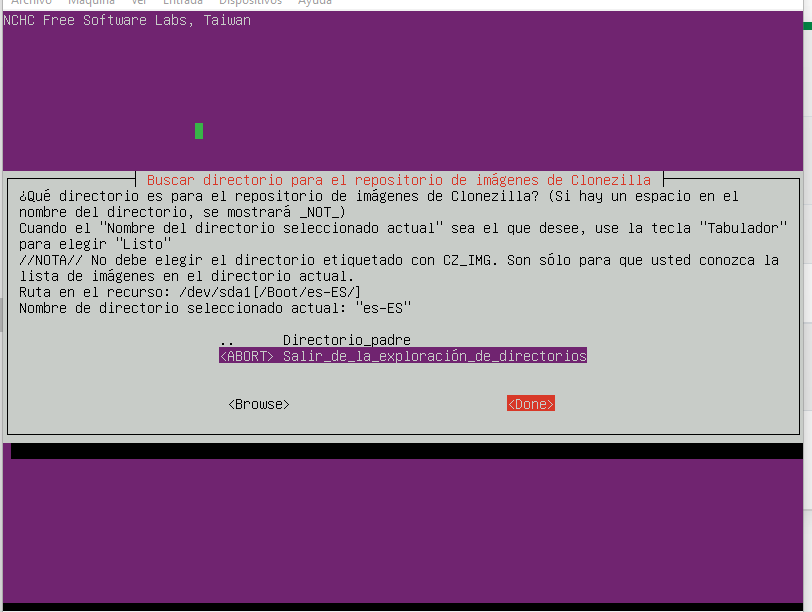 Archivo Máquina Ver Entrada Dispositivos Ayuda
NCHC Free Software Labs, Taiwan
Buscar directorio para el repositorio de imágenes de Clonezilla
¿Qué directorio es para el repositorio de imágenes de Clonezilla? (Si hay un espacio en el
nombre del directorio, se mostrará _NOT_)
Cuando el "Nombre del directorio seleccionado actual" sea el que desee, use la tecla "Tabulador"
para elegir "Listo"
//NOTA// No debe elegir el directorio etiquetado con CZ_IMG. Son sólo para que usted conozca la
lista de imágenes en el directorio actual.
Ruta en el recurso: /dev/sda1[/Boot/es-ES/]
Nombre de directorio seleccionado actual: "es-ES"
.. Directorio_padre
<ABORT> Salir_de_la_exploración_de_directorios
<Browse> <Done>